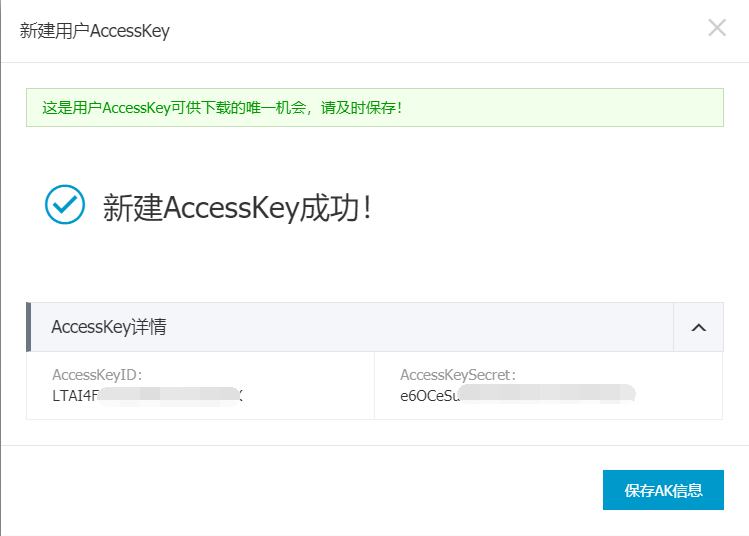 新建用户AccessKey
这是用户AccessKey可供下载的唯一机会，请及时保存！
新建AccessKey成功！
AccessKey详情
AccessKeyID： AccessKeySecret：
LTAI4F e6OCeSu
保存AK信息